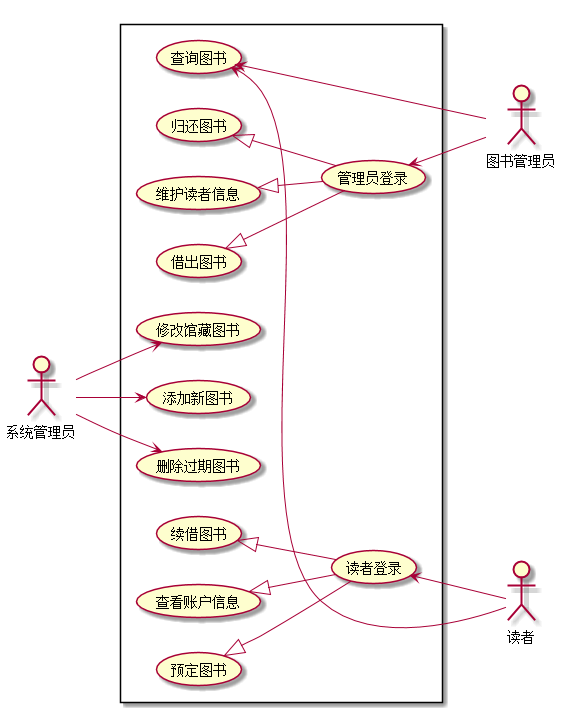 查询图书
归还图书
图书管理员
管理员登录
维护读者信息
借出图书
修改馆藏图书
添加新图书
系统管理员
删除过期图书
续借图书
读者登录
查看账户信息
读者
预定图书